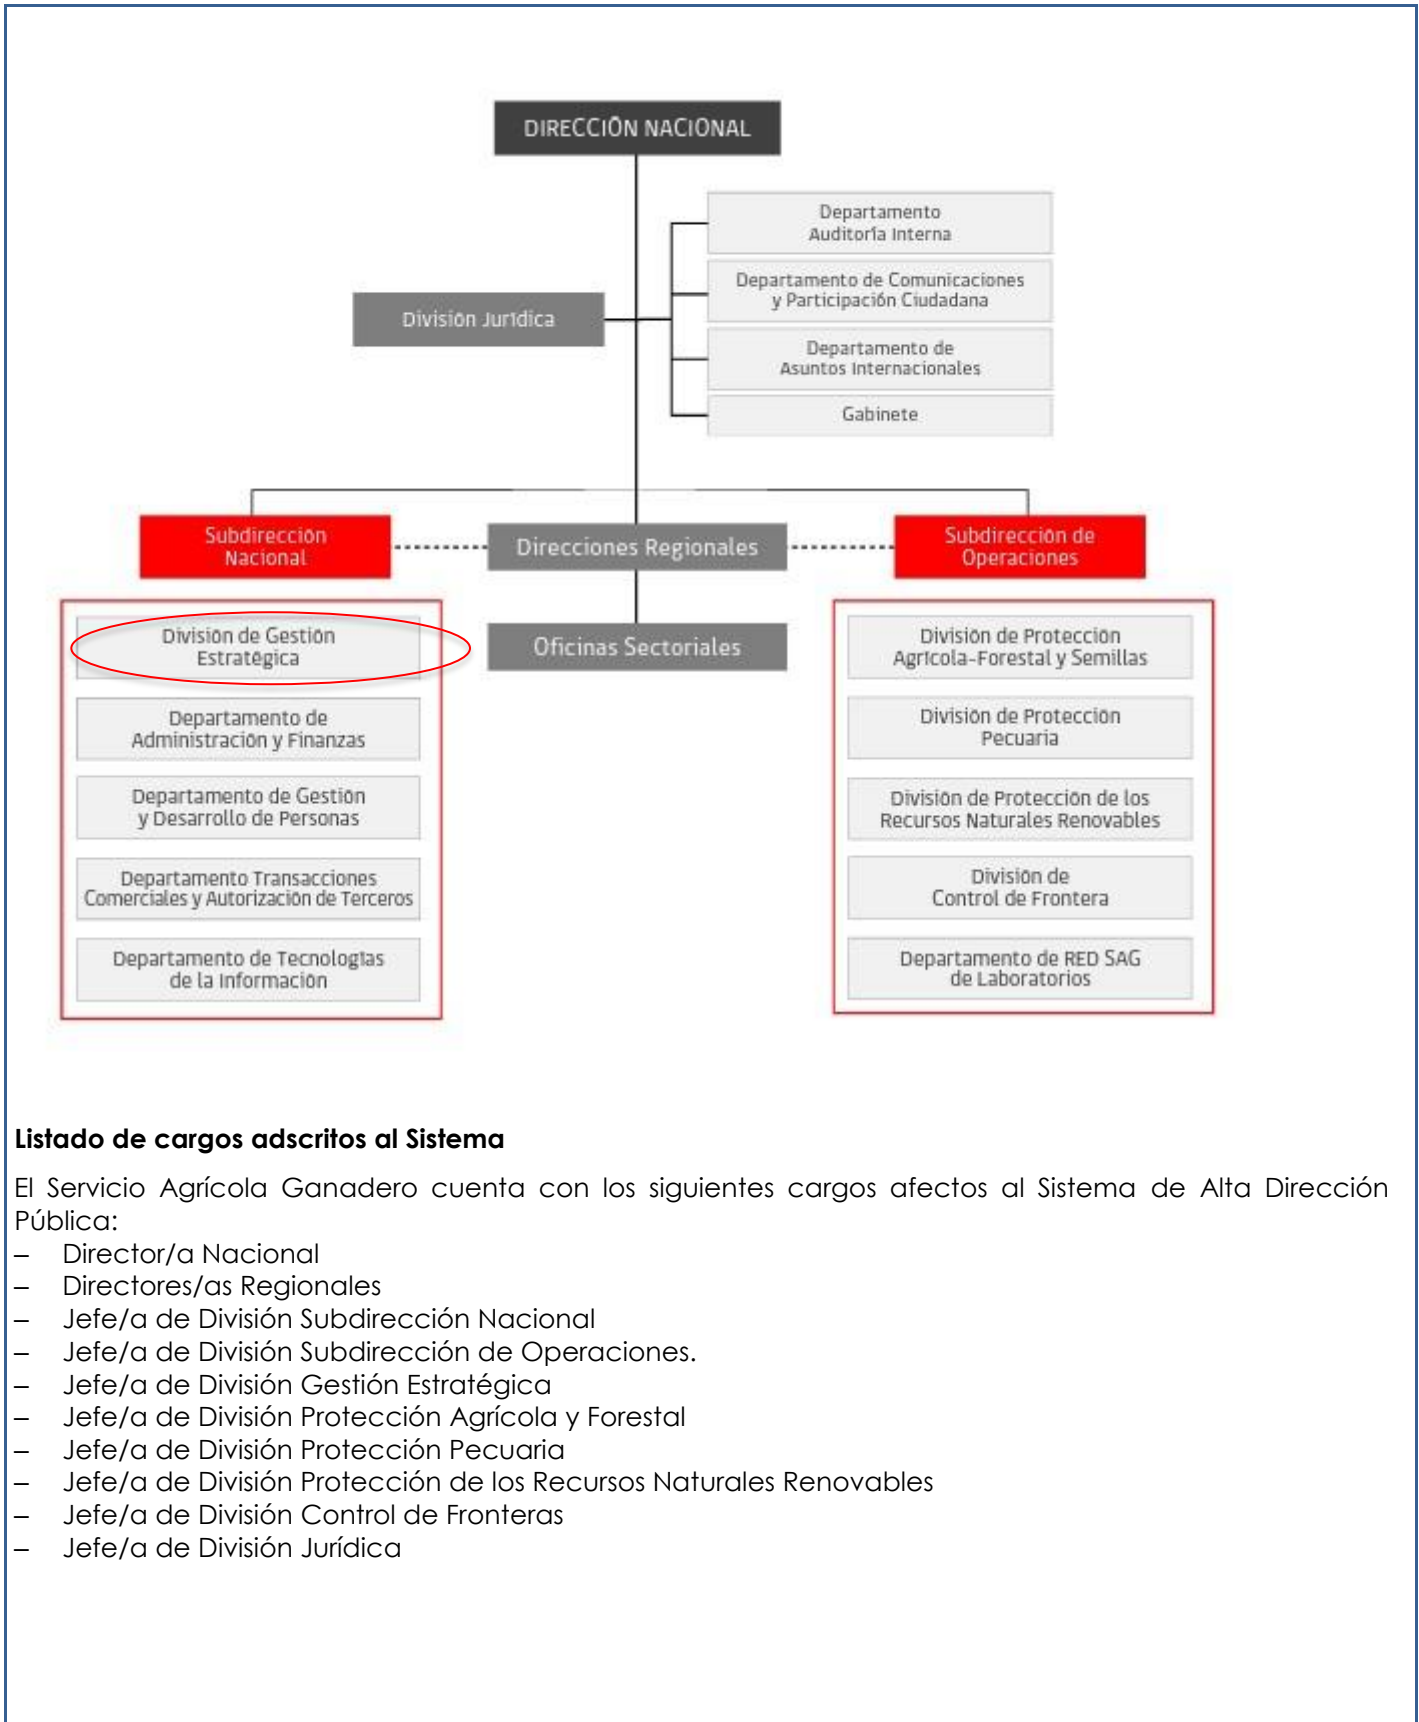 DIRECCIÓN NACIONAL
Departamento
Auditoría Interna
Departamento de Comunicaciones
y Participación Ciudadana
División Jurídica
Departamento de
Asuntos Internacionales
Gabinete
Subdirección
Nacional
Direcciones Regionales
Subdirección de
Operaciones
División de Gestión
Estratégica
Departamento de
Administración y Finanzas
Departamento de Gestión
y Desarrollo de Personas
Departamento Transacciones
Comerciales y Autorización de Terceros
Departamento de Tecnologías
de la Información
Oficinas Sectoriales
División de Protección
Agrícola-Forestal y Semillas
División de Protección
Pecuaria
División de Protección de los
Recursos Naturales Renovables
División de
Control de Frontera
Departamento de RED SAG
de Laboratorios
Listado de cargos adscritos al Sistema
El Servicio Agrícola Ganadero cuenta con los siguientes cargos afectos al Sistema de Alta Dirección
Pública:
– Director/a Nacional
– Directores/as Regionales
– Jefe/a de División Subdirección Nacional
– Jefe/a de División Subdirección de Operaciones.
– Jefe/a de División Gestión Estratégica
– Jefe/a de División Protección Agrícola y Forestal
– Jefe/a de División Protección Pecuaria
– Jefe/a de División Protección de los Recursos Naturales Renovables
– Jefe/a de División Control de Fronteras
– Jefe/a de División Jurídica